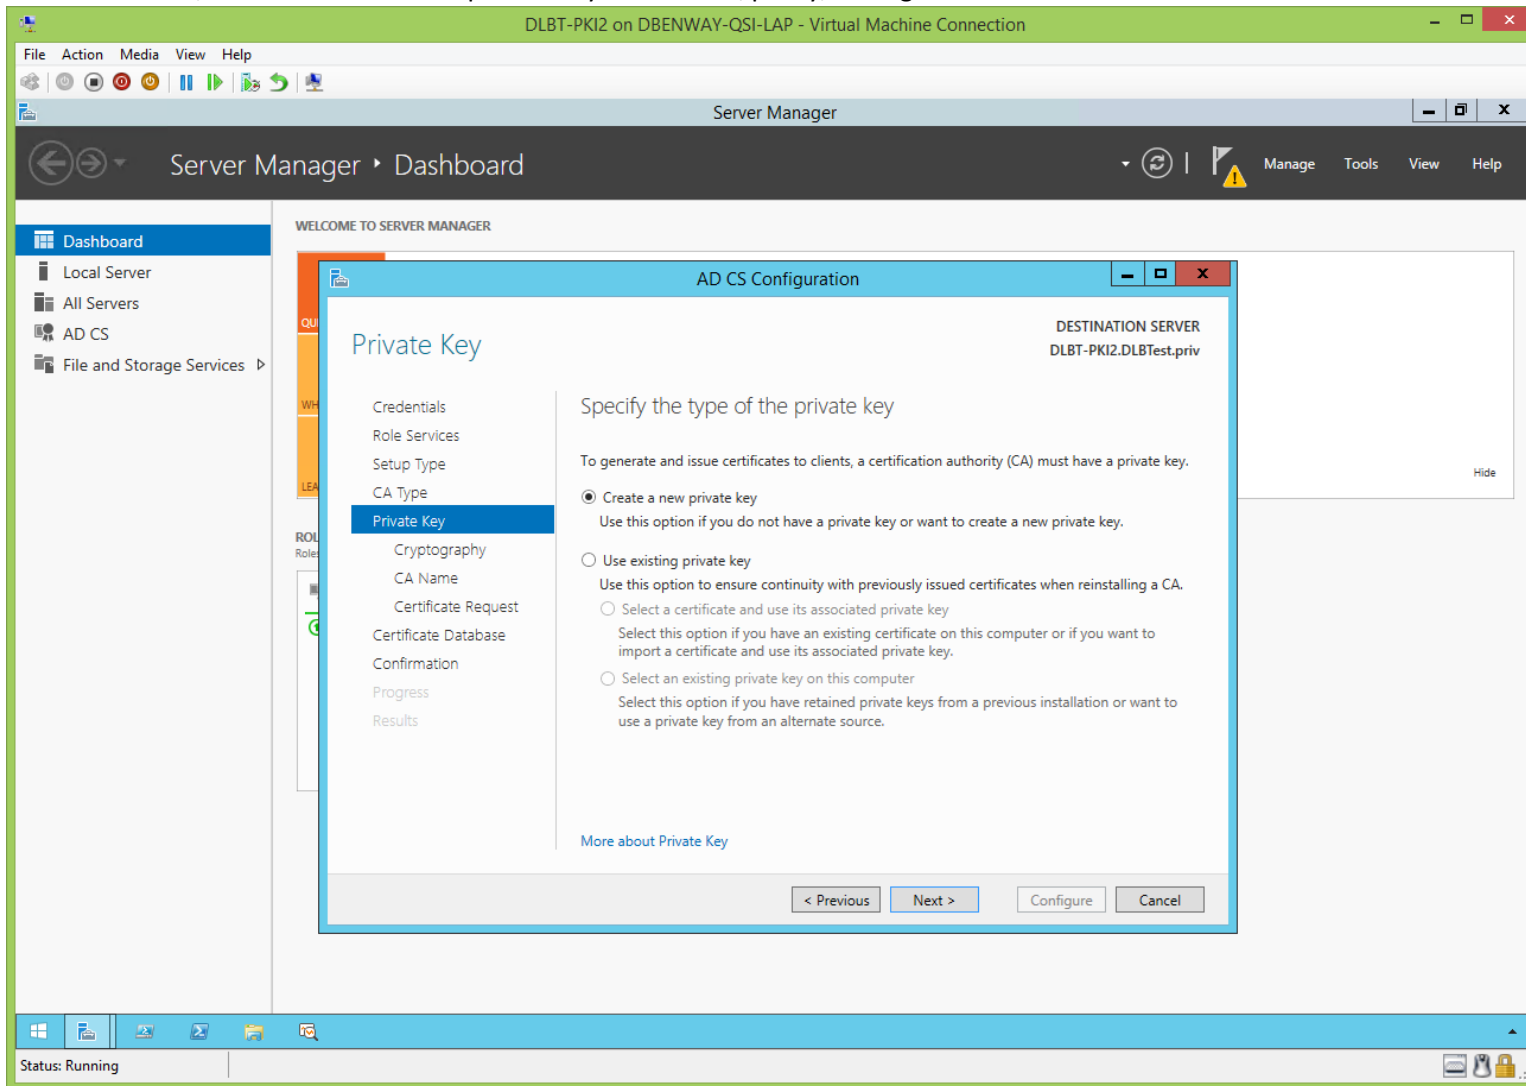 DLBT-PKI2 on DBENWAY-QSI-LAP - Virtual Machine Connection
File Action Media View Help
Server Manager
Server Manager • Dashboard
Manage Tools View Help
Dashboard
Local Server
All Servers
AD CS
File and Storage Services
WELCOME TO SERVER MANAGER
Hide
AD CS Configuration
Private Key
DESTINATION SERVER
DLBT-PKI2.DLBTest.priv
Credentials
Role Services
Setup Type
CA Type
Private Key
Cryptography
CA Name
Certificate Request
Certificate Database
Confirmation
Progress
Results
Specify the type of the private key
To generate and issue certificates to clients, a certification authority (CA) must have a private key.
Create a new private key
Use this option if you do not have a private key or want to create a new private key.
Use existing private key
Use this option to ensure continuity with previously issued certificates when reinstalling a CA.
Select a certificate and use its associated private key
Select this option if you have an existing certificate on this computer or if you want to
import a certificate and use its associated private key.
Select an existing private key on this computer
Select this option if you have retained private keys from a previous installation or want to
use a private key from an alternate source.
More about Private Key
< Previous Next > Configure Cancel
Status: Running